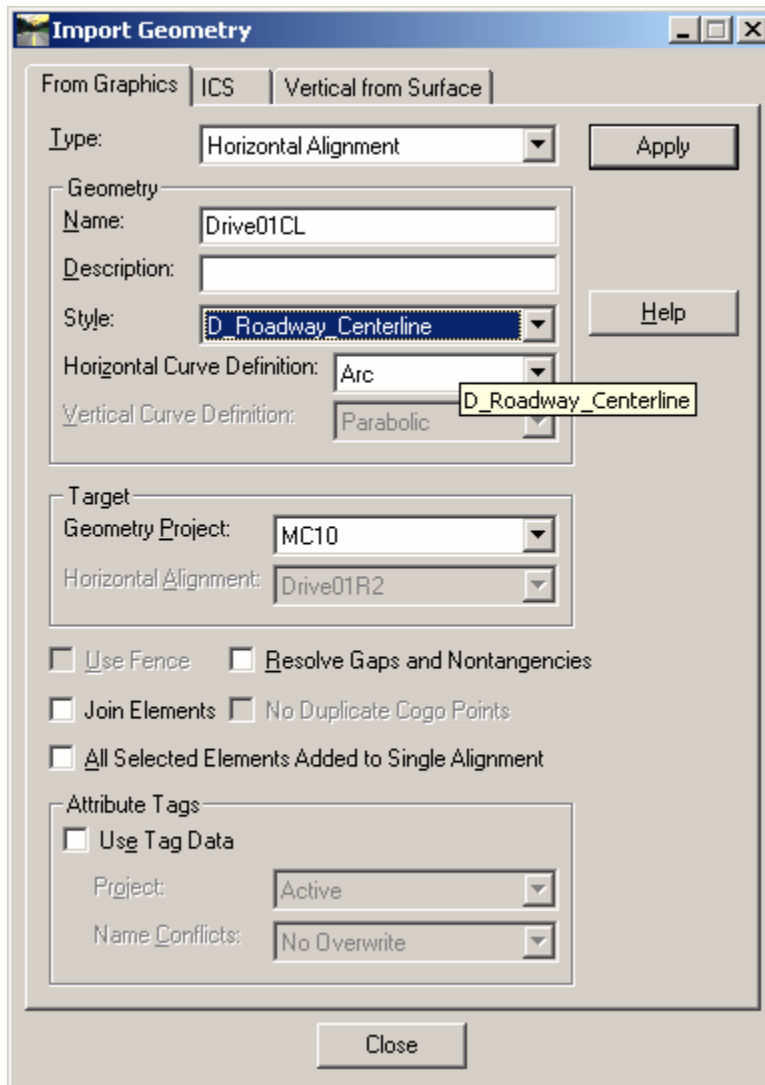 Import Geometry
From Graphics ICS Vertical from Surface
Type: Horizontal Alignment Apply
Geometry
Name: Drive01CL
Description:
Style: D_Roadway_Centerline Help
Horizontal Curve Definition: Arc
D_Roadway_Centerline
Vertical Curve Definition: Parabolic
Target
Geometry Project: MC10
Horizontal Alignment: Drive01R2
Use Fence Resolve Gaps and Nontangencies
Join Elements No Duplicate Cogo Points
All Selected Elements Added to Single Alignment
Attribute Tags
Use Tag Data
Project: Active
Name Conflicts: No Overwrite
Close